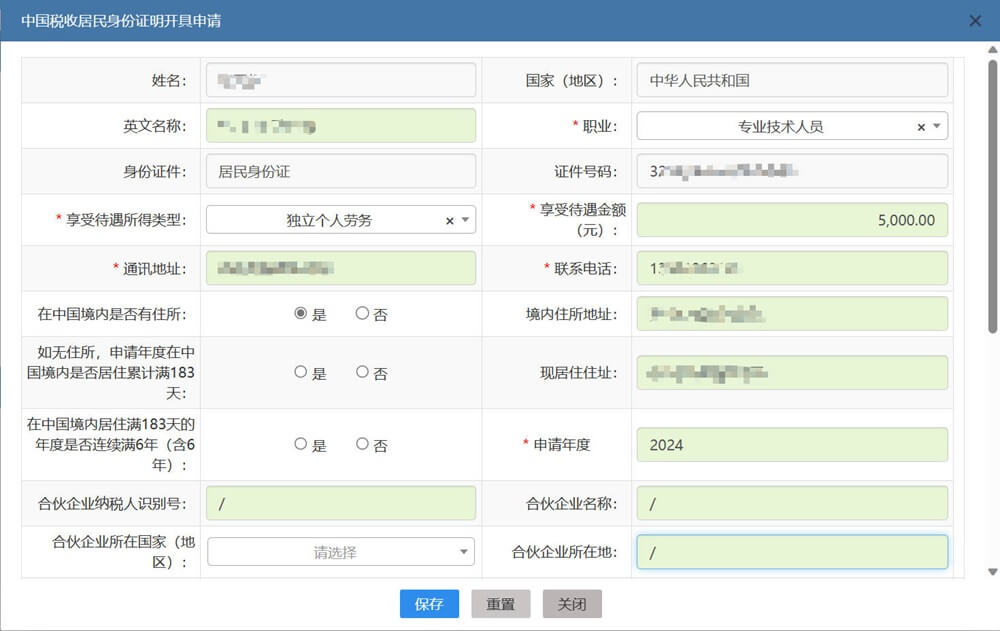 中国税收居民身份证明开具申请
姓名：
国家（地区）：
中华人民共和国
英文名称：
* 职业：
专业技术人员
身份证件：
居民身份证
证件号码：
3
* 享受待遇所得类型：
独立个人劳务
* 享受待遇金额
（元）：
5,000.00
* 通讯地址：
* 联系电话：
1
在中国境内是否有住所：
是 否
境内住所地址：
如无住所，申请年度在中
国境内是否居住累计满183
天：
是 否
现居住址：
在中国境内居住满183天的
年度是否连续满6年（含6
年）：
是 否
* 申请年度
2024
合伙企业纳税人识别号：
/
合伙企业名称：
/
合伙企业所在国家（地
区）：
请选择
合伙企业所在地：
/
保存 重置 关闭